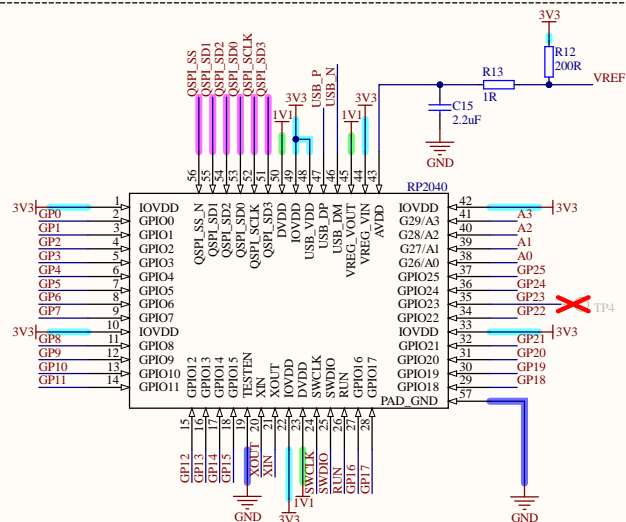 3V3
R12
200R
R13
1R
VREF
C15
2.2uF
GND
QSPI_SS
QSPI_SD1
QSPI_SD2
QSPI_SD0
QSPI_SCLK
QSPI_SD3
1V1
3V3
USB_P
USB_N
1V1
3V3
56
55
54
53
52
51
50
49
48
47
46
45
44
43
RP2040
QSPI_SS_N
QSPI_SD1
QSPI_SD2
QSPI_SD0
QSPI_SCLK
QSPI_SD3
DVDD
IOVDD
USB_VDD
USB_DP
USB_DM
VREG_VOUT
VREG_VIN
AVDD
3V3 1 IOVDD
GP0 2 GPIO0
GP1 3 GPIO1
GP2 4 GPIO2
GP3 5 GPIO3
GP4 6 GPIO4
GP5 7 GPIO5
GP6 8 GPIO6
GP7 9 GPIO7
3V3 10 IOVDD
GP8 11 GPIO8
GP9 12 GPIO9
GP10 13 GPIO10
GP11 14 GPIO11
IOVDD 42 3V3
G29/A3 41 A3
G28/A2 40 A2
G27/A1 39 A1
G26/A0 38 A0
GPIO25 37 GP25
GPIO24 36 GP24
GPIO23 35 GP23 TP4
GPIO22 34 GP22
IOVDD 33 3V3
GPIO21 32 GP21
GPIO20 31 GP20
GPIO19 30 GP19
GPIO18 29 GP18
PAD_GND 57
GPIO12
GPIO13
GPIO14
GPIO15
TESTEN
XIN
XOUT
IOVDD
DVDD
SWCLK
SWDIO
RUN
GPIO16
GPIO17
15
16
17
18
19
20
21
22
23
24
25
26
27
28
GP12
GP13
GP14
GP15
XOUT
XIN
SWCLK
SWDIO
RUN
GP16
GP17
GND
3V3
1V1
GND